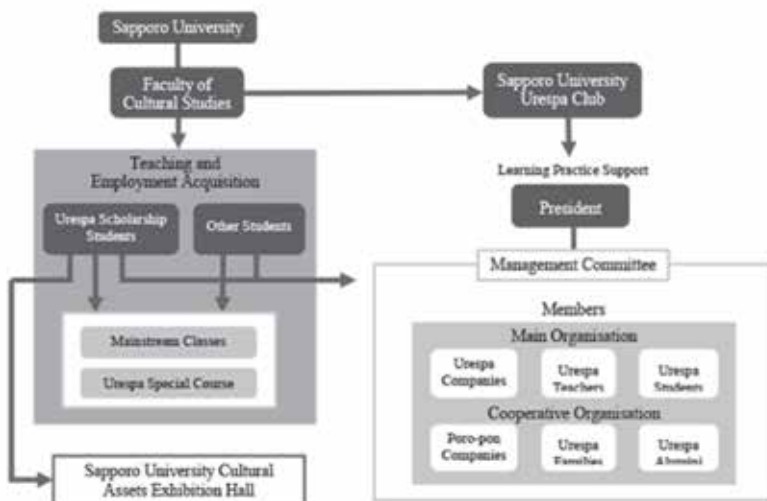 Sapporo University
Faculty of
Cultural Studies
Sapporo University
Urespa Club
Teaching and
Employment Acquisition
Learning Practice Support
Urespa Scholarship
Students
Other Students
President
Management Committee
Members
Main Organisation
Mainstream Classes
Urespa Special Course
Urespa
Companies
Urespa
Teachers
Urespa
Students
Cooperative Organisation
Poro-pon
Companies
Urespa
Families
Urespa
Sapporo University Cultural
Assets Exhibition Hall